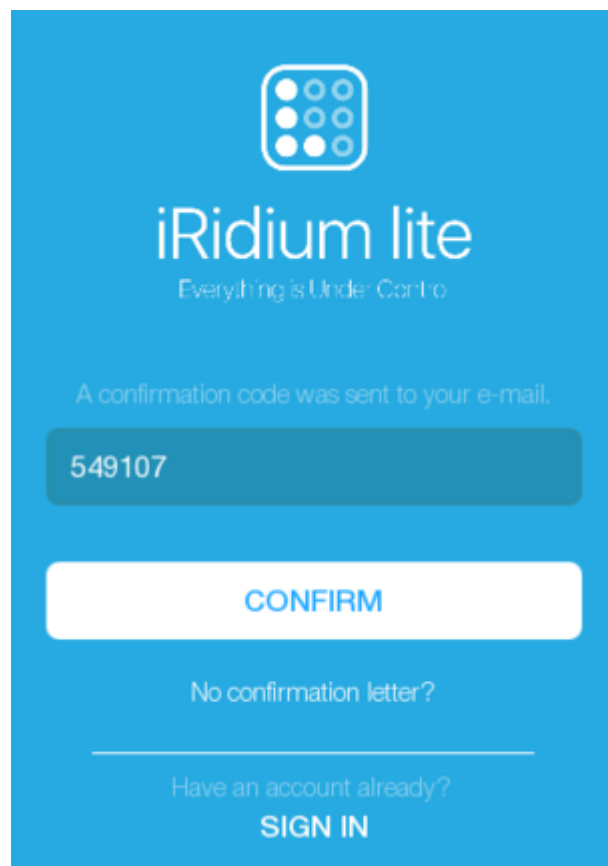 iRidium lite
Everything is Under Contro
A confirmation code was sent to your e-mail.
549107
CONFIRM
No confirmation letter?
Have an account already?
SIGN IN